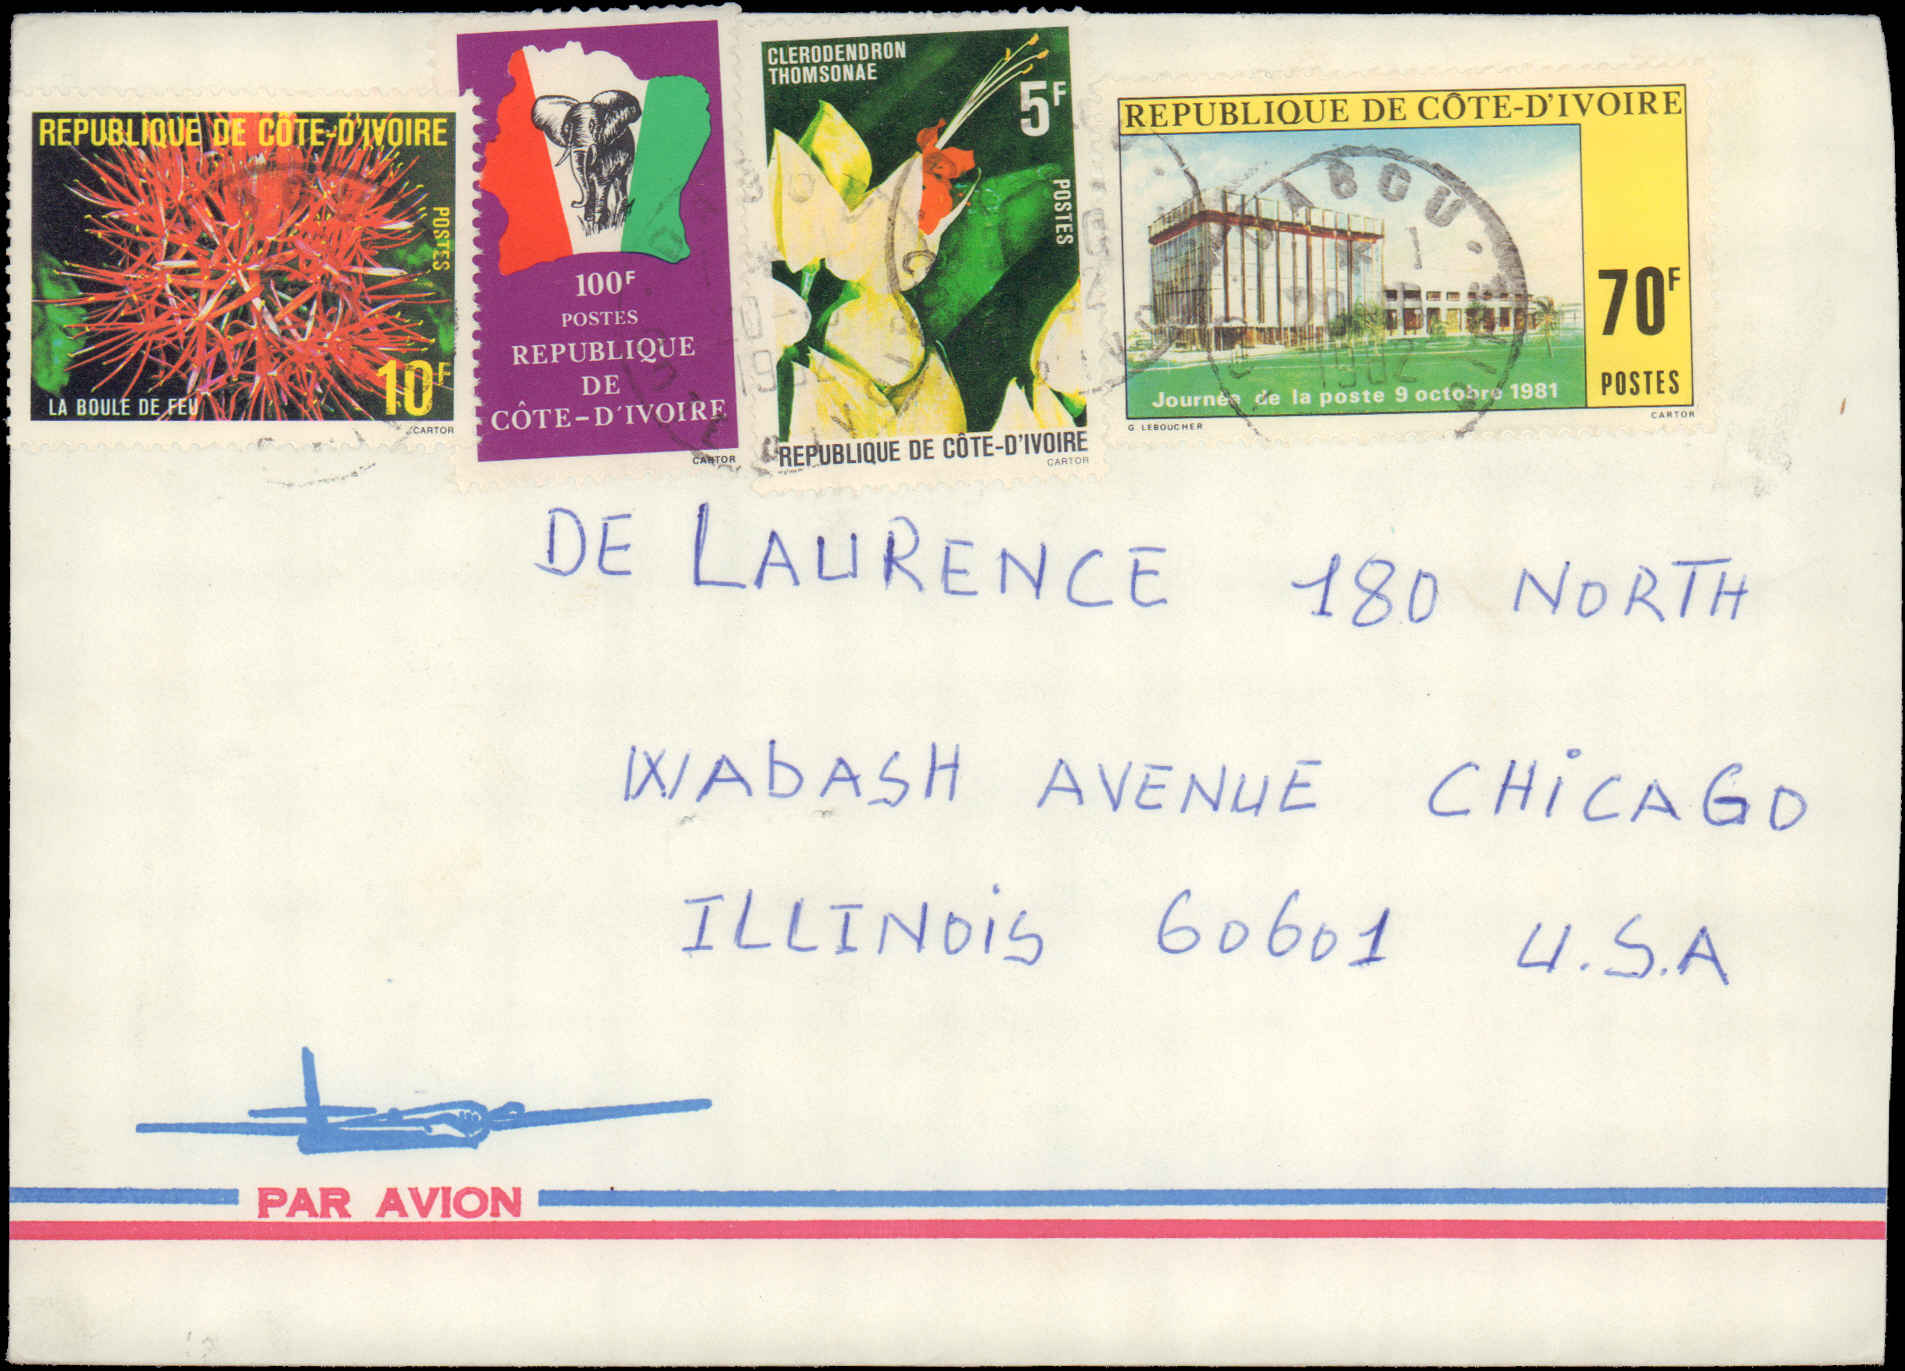 REPUBLIQUE DE CÔTE-D'IVOIRE
POSTES
10F
LA BOULE DE FEU
CARTOR
100F
POSTES
REPUBLIQUE
DE
CÔTE-D'IVOIRE
CARTOR
CLERODENDRON
THOMSONAE
5F
POSTES
REPUBLIQUE DE CÔTE-D'IVOIRE
CARTOR
REPUBLIQUE DE CÔTE-D'IVOIRE
70F
POSTES
Journée de la poste 9 octobre 1981
G. LEBOUCHER
CARTOR
1982
DE LAURENCE 180 NORTH
WAbASH AVENUE CHiCAGO
ILLINOiS 60601 U.S.A
PAR AVION